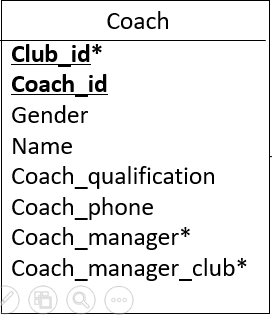 Coach
Club_id*
Coach_id
Gender
Name
Coach_qualification
Coach_phone
Coach_manager*
Coach_manager_club*